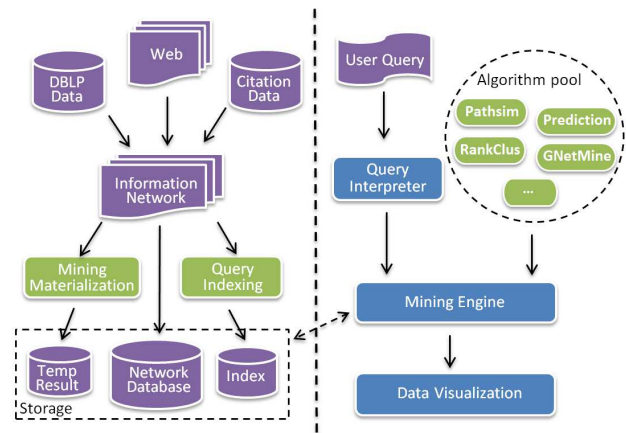 DBLP
Data
Web
Citation
Data
Information
Network
Mining
Materialization
Query
Indexing
Temp
Result
Network
Database
Index
Storage
User Query
Algorithm pool
Pathsim
Prediction
RankClus
GNetMine
...
Query
Interpreter
Mining Engine
Data Visualization